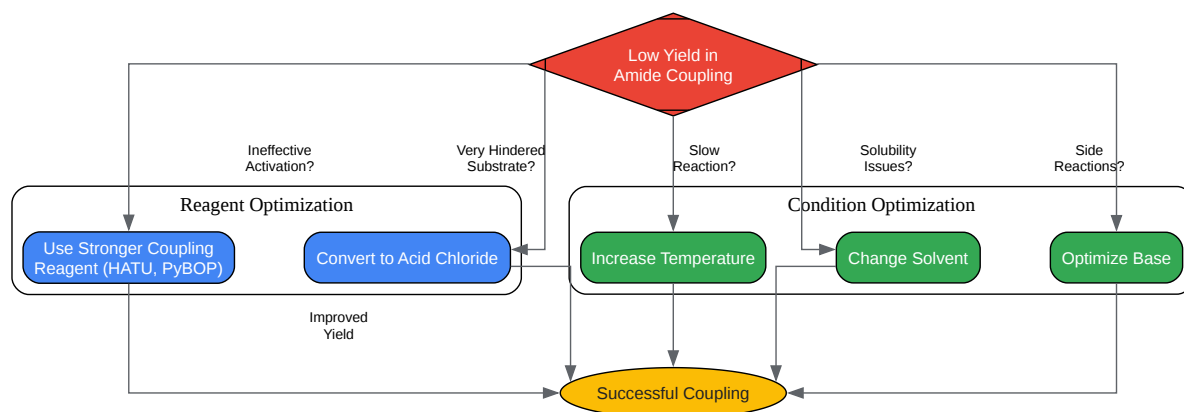 Low Yield in
Amide Coupling
Ineffective
Activation?
Very Hindered
Substrate?
Slow
Reaction?
Solubility
Issues?
Side
Reactions?
Reagent Optimization
Condition Optimization
Use Stronger Coupling
Reagent (HATU, PyBOP)
Convert to Acid Chloride
Increase Temperature
Change Solvent
Optimize Base
Improved
Yield
Successful Coupling